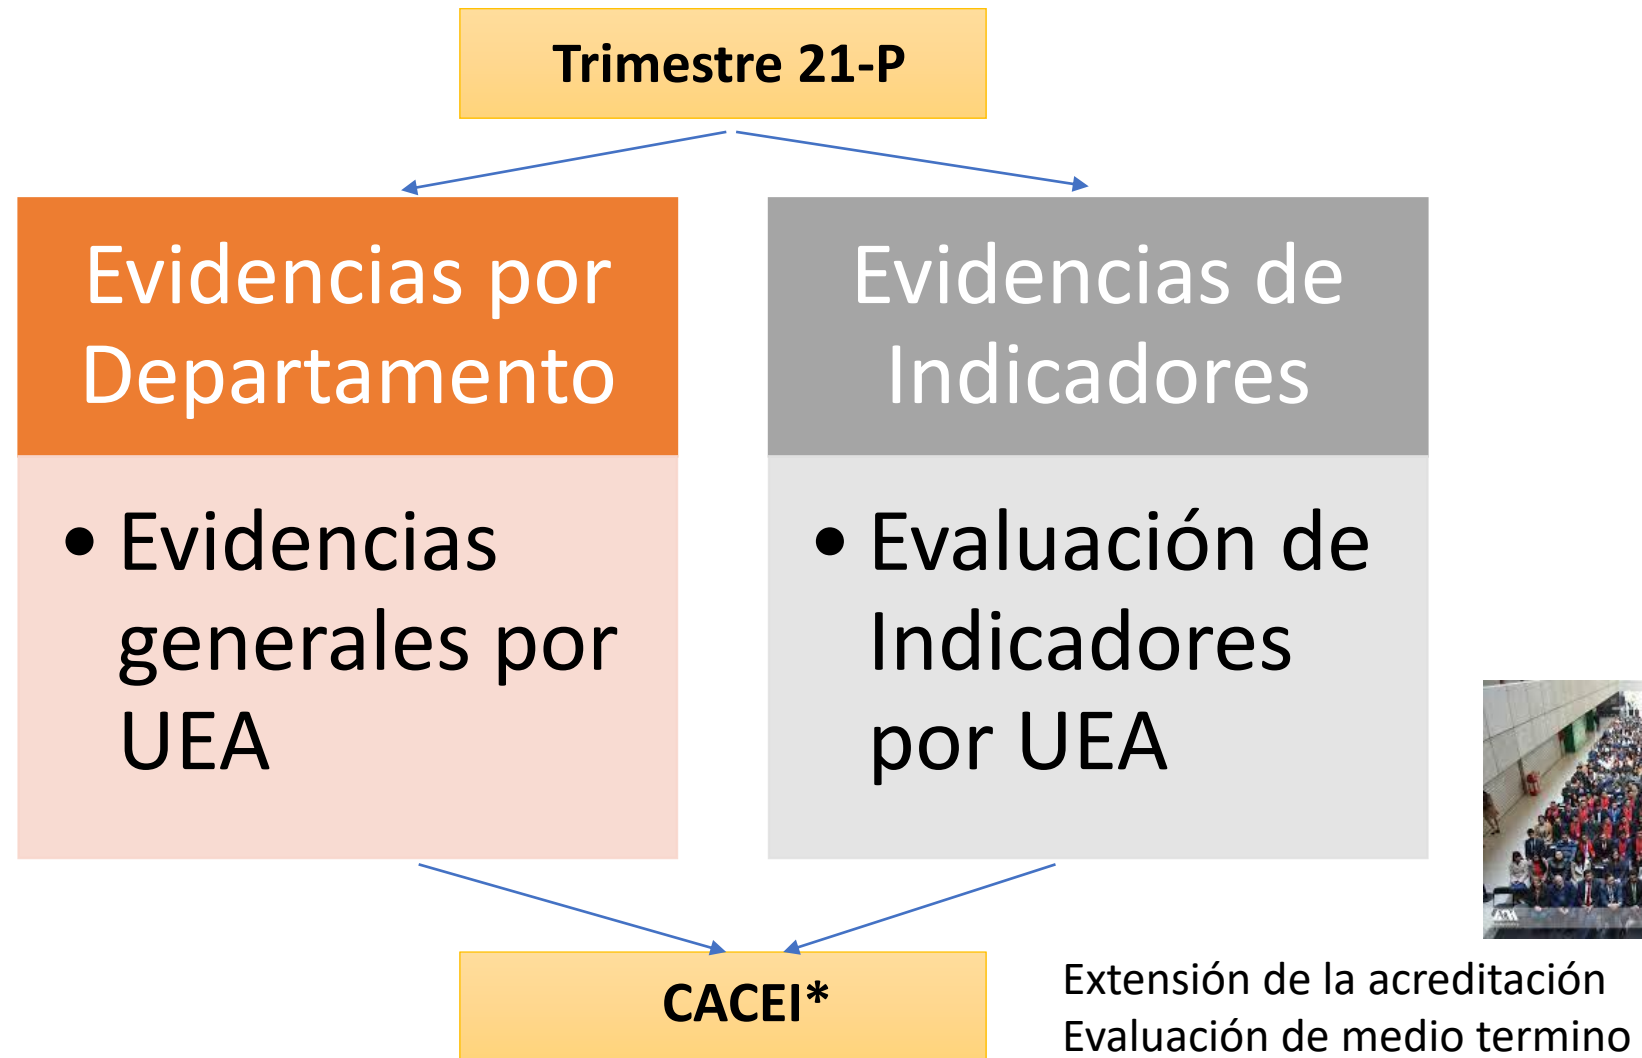 Trimestre 21-P
Evidencias por
Departamento
• Evidencias
generales por
UEA
Evidencias de
Indicadores
• Evaluación de
Indicadores
por UEA
CACEI*
Extensión de la acreditación
Evaluación de medio termino